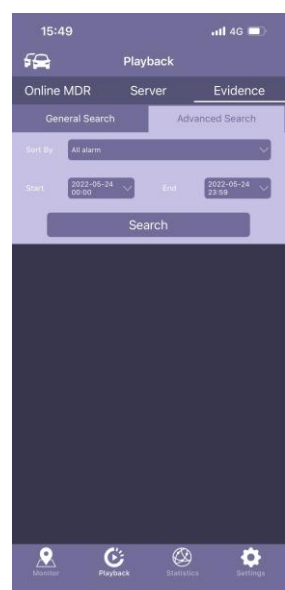 15:49
4G
Playback
Online MDR Server Evidence
General Search Advanced Search
Sort By All alarm
Start 2022-05-24 00:00 End 2022-05-24 23:59
Search
Monitor Playback Statistics Settings